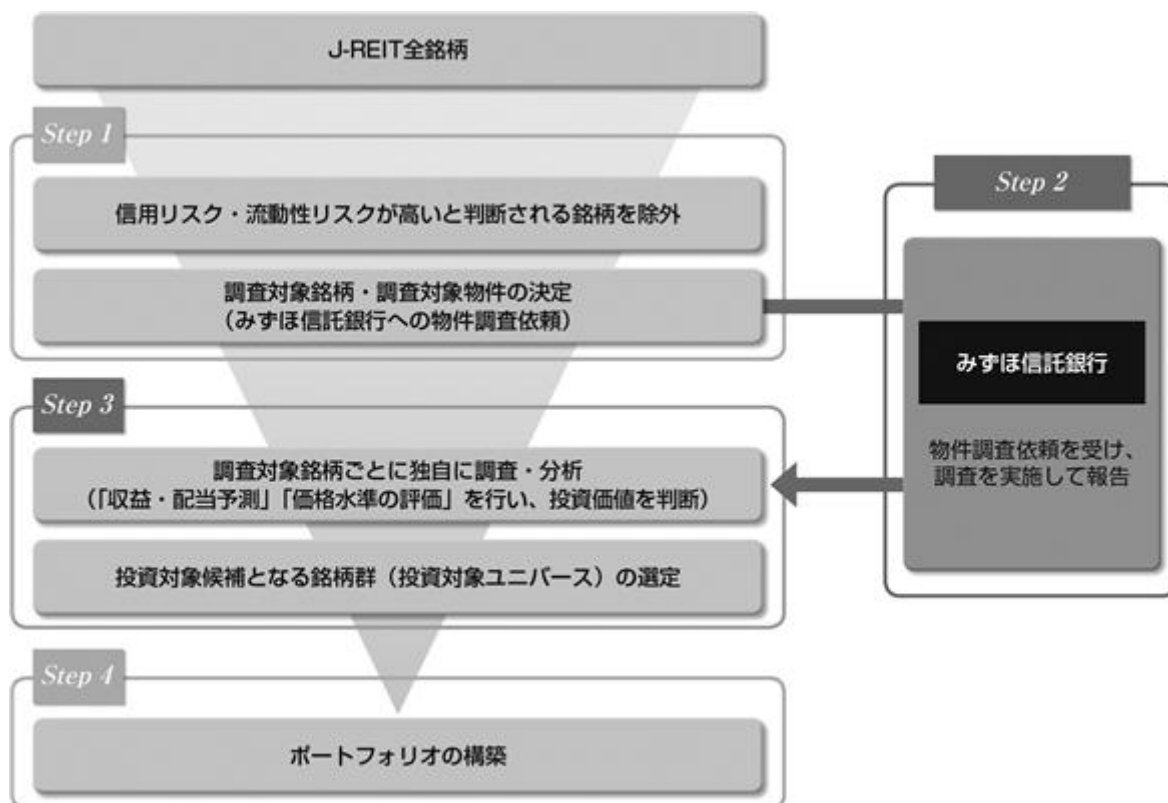 J-REIT全銘柄
Step 1
信用リスク・流動性リスクが高いと判断される銘柄を除外
調査対象銘柄・調査対象物件の決定
（みずほ信託銀行への物件調査依頼）
Step 2
みずほ信託銀行
物件調査依頼を受け、
調査を実施して報告
Step 3
調査対象銘柄ごとに独自に調査・分析
（「収益・配当予測」「価格水準の評価」を行い、投資価値を判断）
投資対象候補となる銘柄群（投資対象ユニバース）の選定
Step 4
ポートフォリオの構築